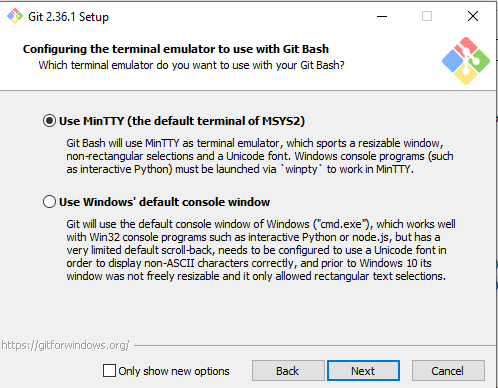 Git 2.36.1 Setup
Configuring the terminal emulator to use with Git Bash
Which terminal emulator do you want to use with your Git Bash?
Use MinTTY (the default terminal of MSYS2)
Git Bash will use MinTTY as terminal emulator, which sports a resizable window,
non-rectangular selections and a Unicode font. Windows console programs (such
as interactive Python) must be launched via `winpty` to work in MinTTY.
Use Windows' default console window
Git will use the default console window of Windows ("cmd.exe"), which works well
with Win32 console programs such as interactive Python or node.js, but has a
very limited default scroll-back, needs to be configured to use a Unicode font in
order to display non-ASCII characters correctly, and prior to Windows 10 its
window was not freely resizable and it only allowed rectangular text selections.
https://gitforwindows.org/
Only show new options
Back
Next
Cancel